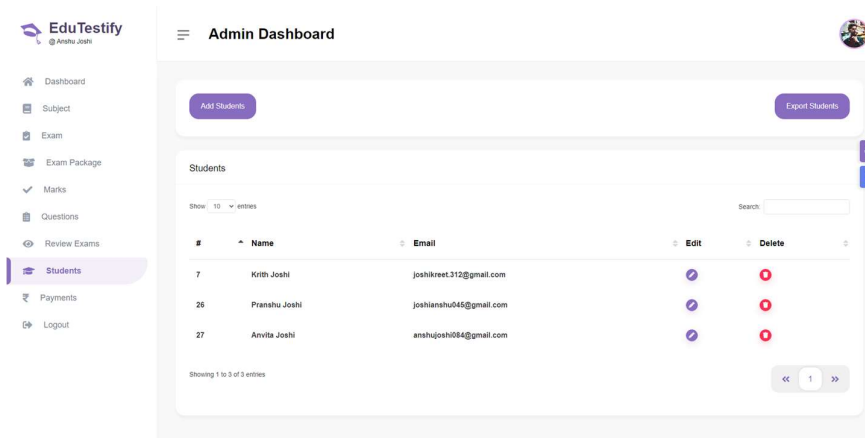 EduTestify
@ Anshu Joshi
Admin Dashboard
Dashboard
Subject
Exam
Exam Package
Marks
Questions
Review Exams
Students
Payments
Logout
Add Students
Export Students
Students
Show 10 entries
Search:
# Name Email Edit Delete
7 Krith Joshi joshikreet.312@gmail.com
26 Pranshu Joshi joshianshu045@gmail.com
27 Anvita Joshi anshujoshi084@gmail.com
Showing 1 to 3 of 3 entries
« 1 »